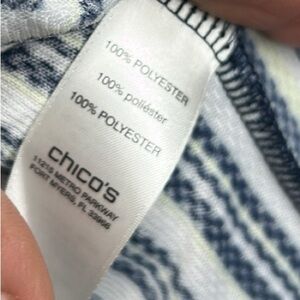 100% POLYESTER
100% poliéster
100% POLYESTER
chico's
11215 METRO PARKWAY
FORT MYERS, FL 33966